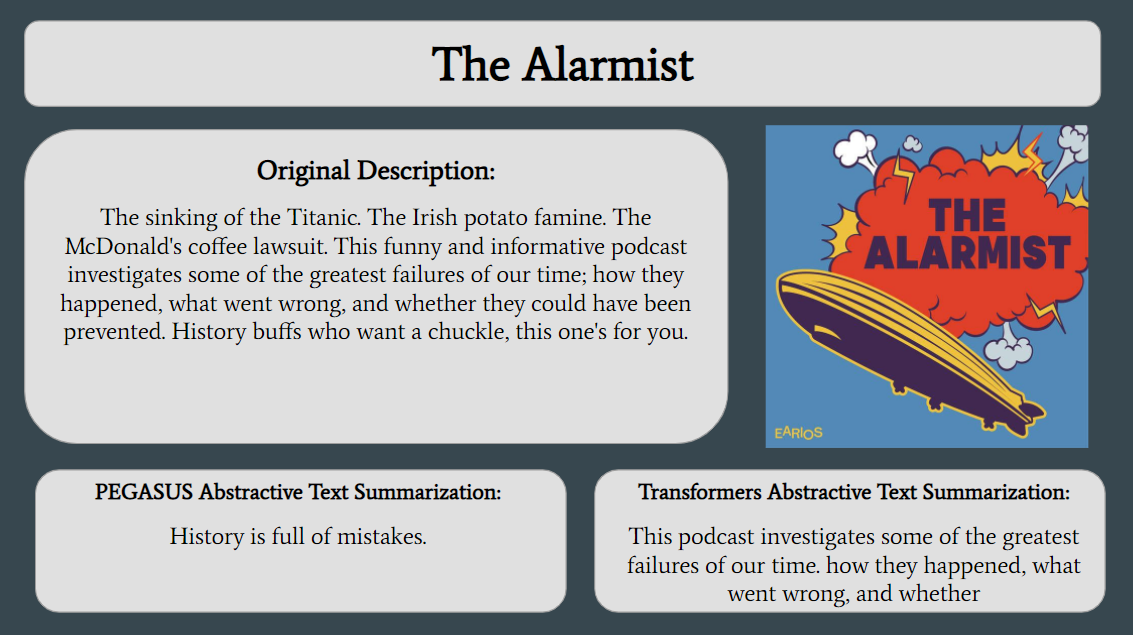 The Alarmist
Original Description:
The sinking of the Titanic. The Irish potato famine. The
McDonald's coffee lawsuit. This funny and informative podcast
investigates some of the greatest failures of our time; how they
happened, what went wrong, and whether they could have been
prevented. History buffs who want a chuckle, this one's for you.
THE
ALARMIST
EARIOS
PEGASUS Abstractive Text Summarization:
History is full of mistakes.
Transformers Abstractive Text Summarization:
This podcast investigates some of the greatest
failures of our time. how they happened, what
went wrong, and whether